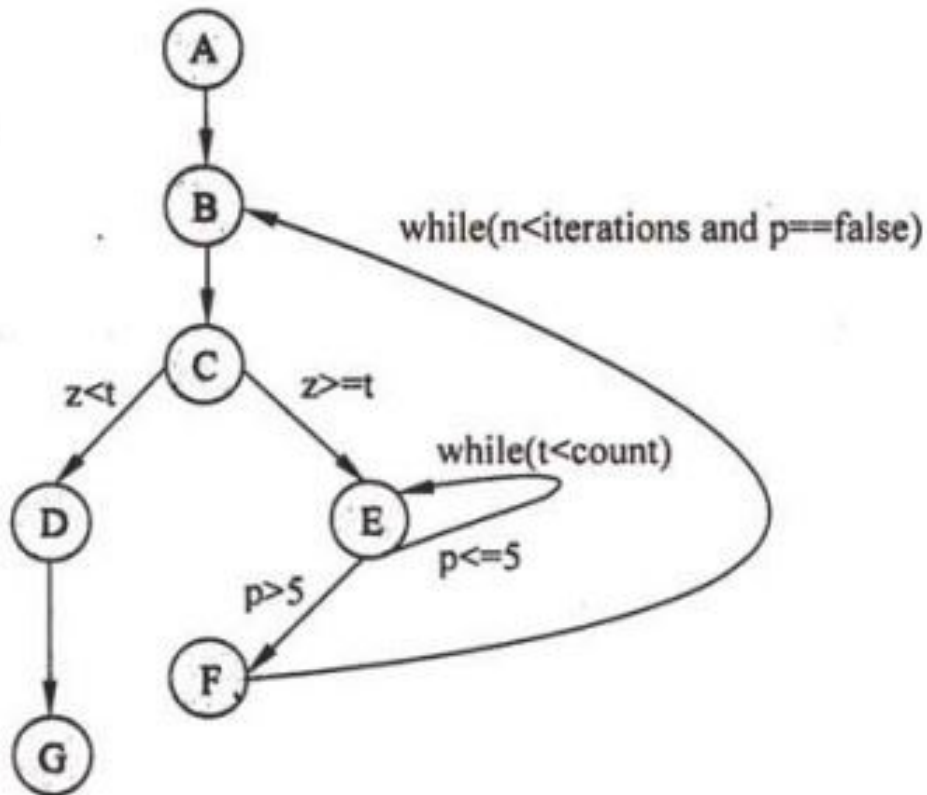 A
B
while(n<iterations and p==false)
C
z<t
z>=t
while(t<count)
D
E
p<=5
p>5
F
G